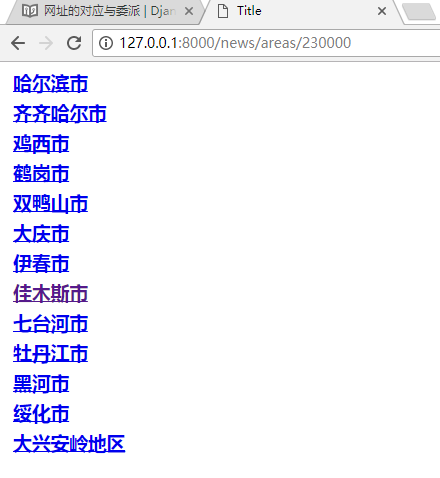 网址的对应与委派 | Djan
Title
127.0.0.1:8000/news/areas/230000
哈尔滨市
齐齐哈尔市
鸡西市
鹤岗市
双鸭山市
大庆市
伊春市
佳木斯市
七台河市
牡丹江市
黑河市
绥化市
大兴安岭地区